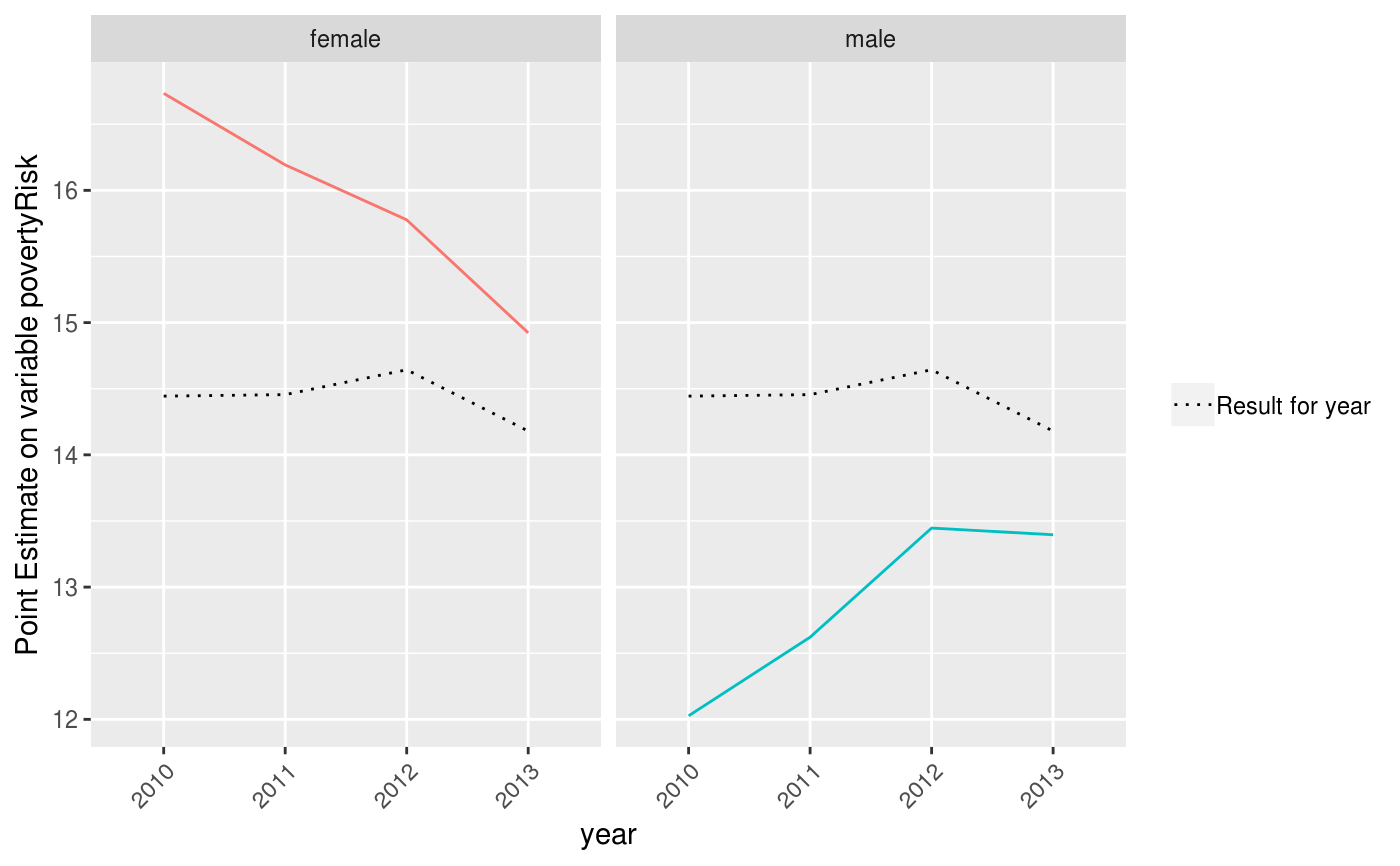 female
male
Point Estimate on variable povertyRisk
16
15
14
13
12
2010
2011
2012
2013
2010
2011
2012
2013
year
Result for year